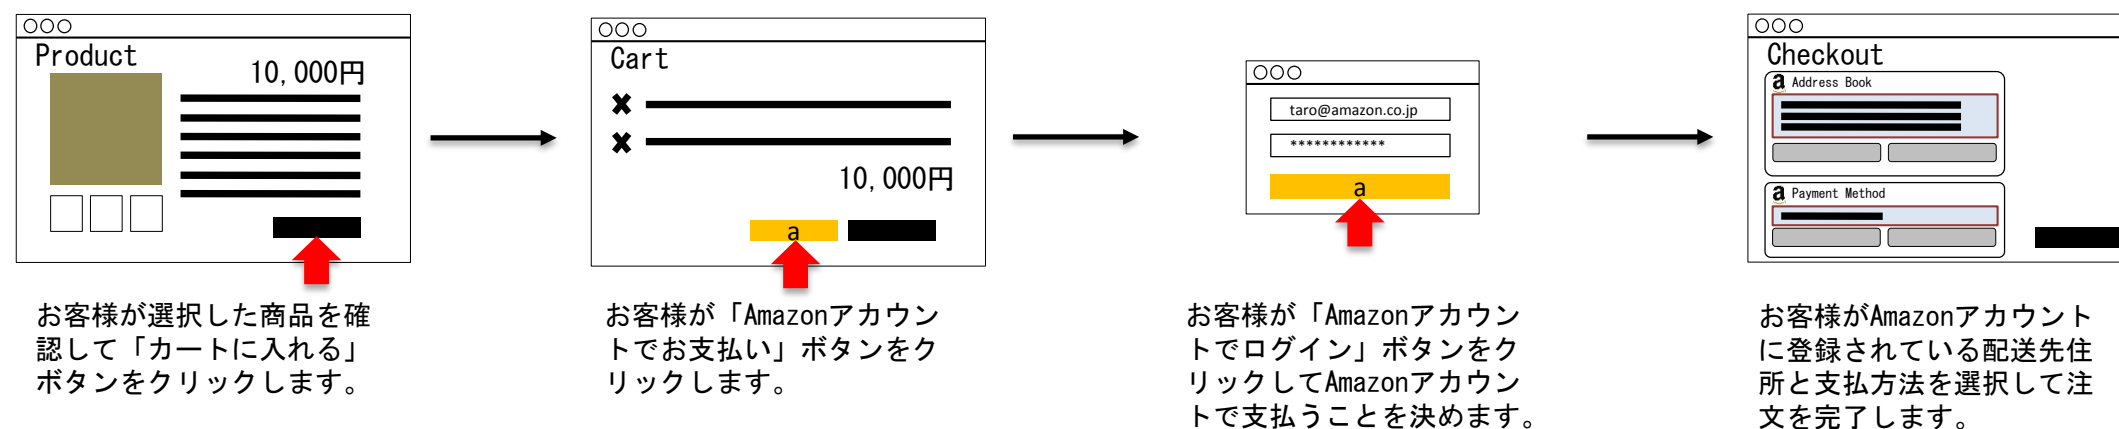 Product
10,000円
お客様が選択した商品を確
認して「カートに入れる」
ボタンをクリックします。
Cart
10,000円
a
お客様が「Amazonアカウン
トでお支払い」ボタンをク
リックします。
taro@amazon.co.jp
************
a
お客様が「Amazonアカウン
トでログイン」ボタンをク
リックしてAmazonアカウン
トで支払うことを決めます。
Checkout
a Address Book
a Payment Method
お客様がAmazonアカウント
に登録されている配送先住
所と支払方法を選択して注
文を完了します。